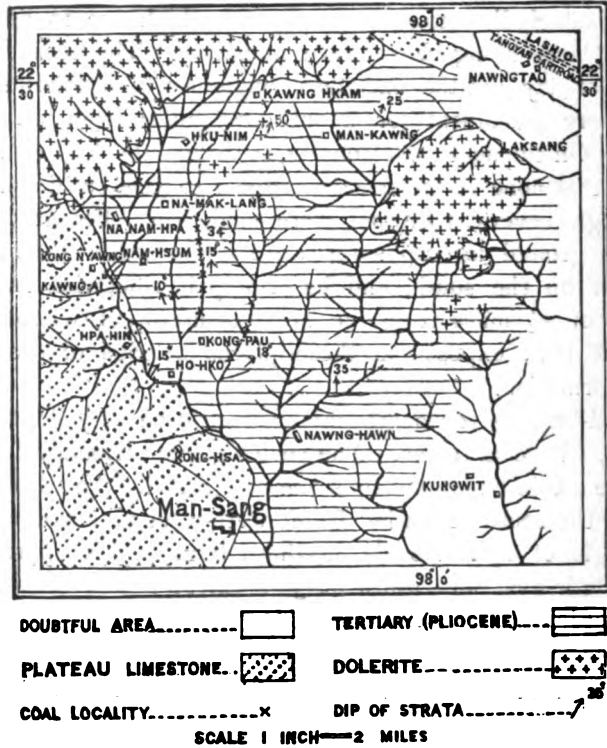 98° 0'
LASHIO-
TANGYAN CART ROAD
22°
30'
22°
30'
NAWNGTAO
KAWNG HKAM
25°
50°
HKU-NIM
MAN-KAWNG
LAKSANG
NA-MAK-LANG
NA NAM-HPA
34°
KONG NYAWNG
NAM-HSUM
15°
KAWNG-AI
10°
HPA-HIN
KONG-PAU
15°
18°
HO-HKO
35°
NAWNG-HAWN
KONG-HSA
KUNGWIT
Man-Sang
98° 0'
DOUBTFUL AREA
TERTIARY (PLIOCENE)
PLATEAU LIMESTONE
DOLERITE
COAL LOCALITY x
DIP OF STRATA
SCALE 1 INCH = 2 MILES